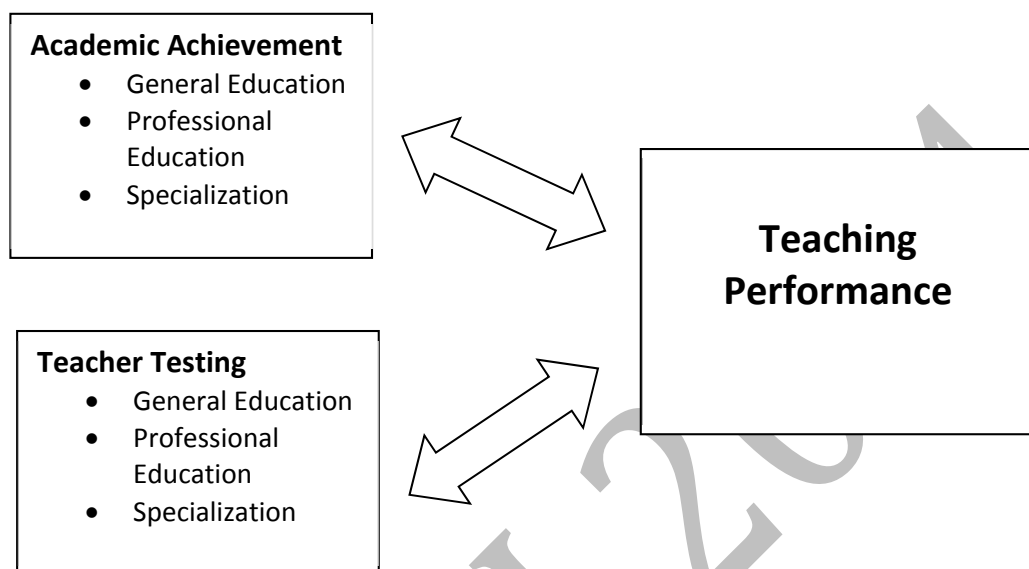 Academic Achievement
• General Education
• Professional
Education
• Specialization
Teaching
Performance
Teacher Testing
• General Education
• Professional
Education
• Specialization